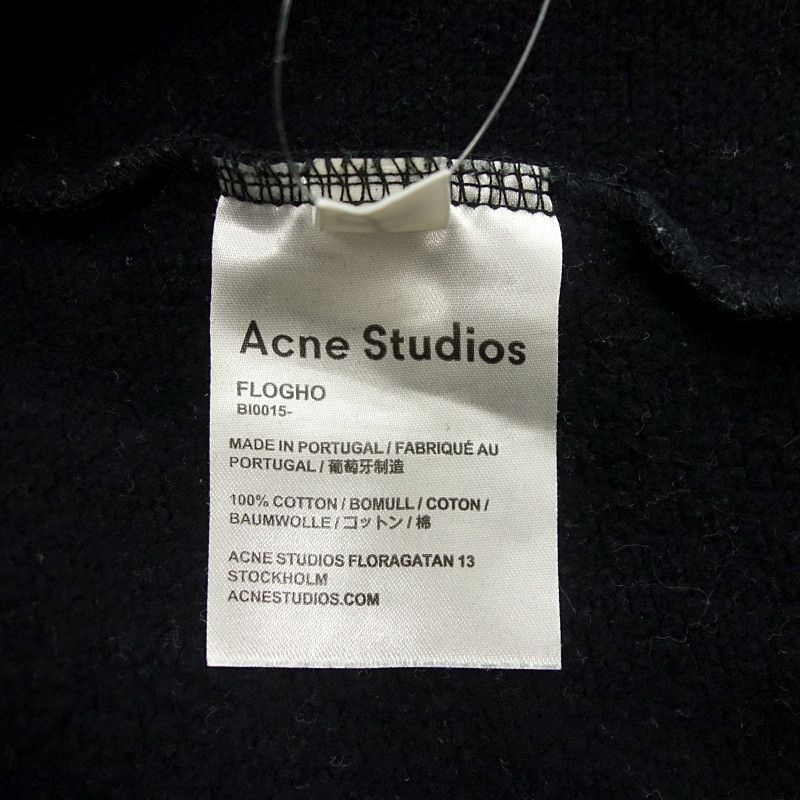 Acne Studios
FLOGHO
BI0015-
MADE IN PORTUGAL / FABRIQUÉ AU
PORTUGAL / 葡萄牙制造
100% COTTON / BOMULL / COTON /
BAUMWOLLE / コットン / 棉
ACNE STUDIOS FLORAGATAN 13
STOCKHOLM
ACNESTUDIOS.COM